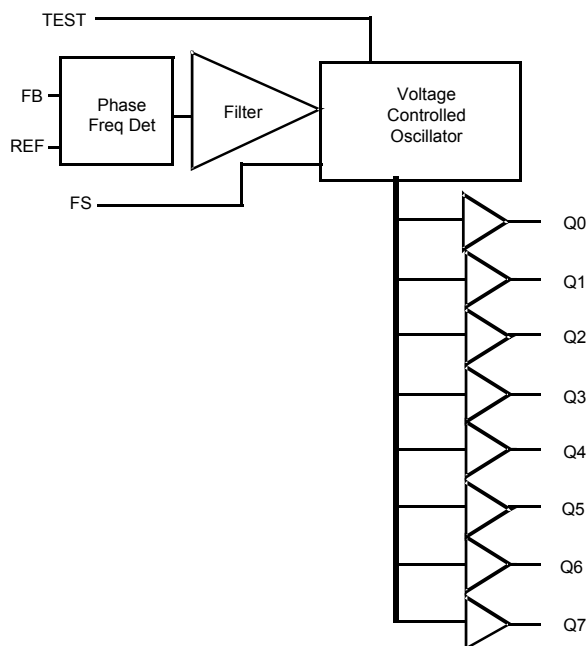 TEST
FB
REF
Phase
Freq Det
Filter
Voltage
Controlled
Oscillator
FS
Q0
Q1
Q2
Q3
Q4
Q5
Q6
Q7